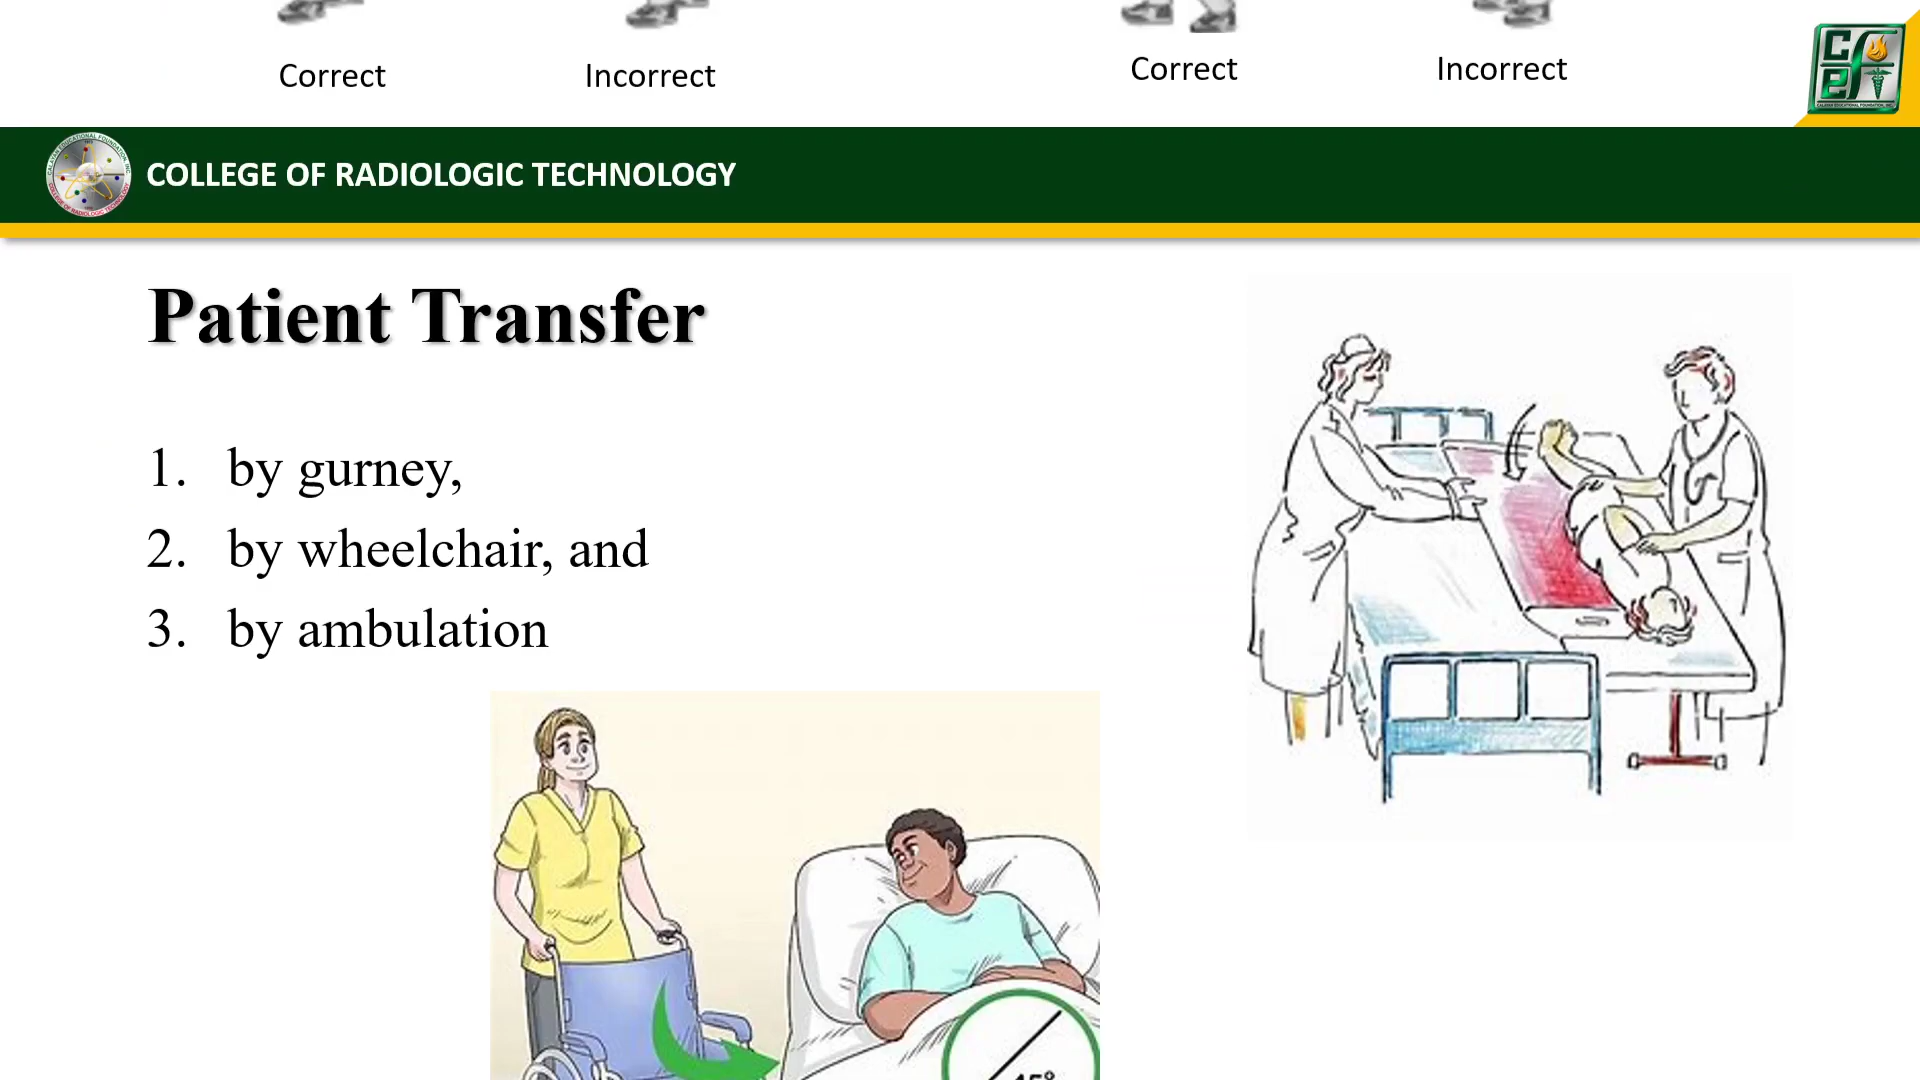 Correct
Incorrect
Correct
Incorrect
COLLEGE OF RADIOLOGIC TECHNOLOGY
Patient Transfer
1. by gurney,
2. by wheelchair, and
3. by ambulation